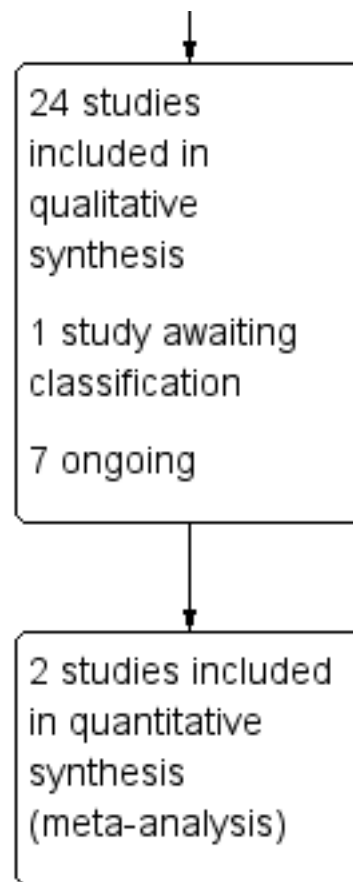 24 studies
included in
qualitative
synthesis
1 study awaiting
classification
7 ongoing
2 studies included
in quantitative
synthesis
(meta-analysis)